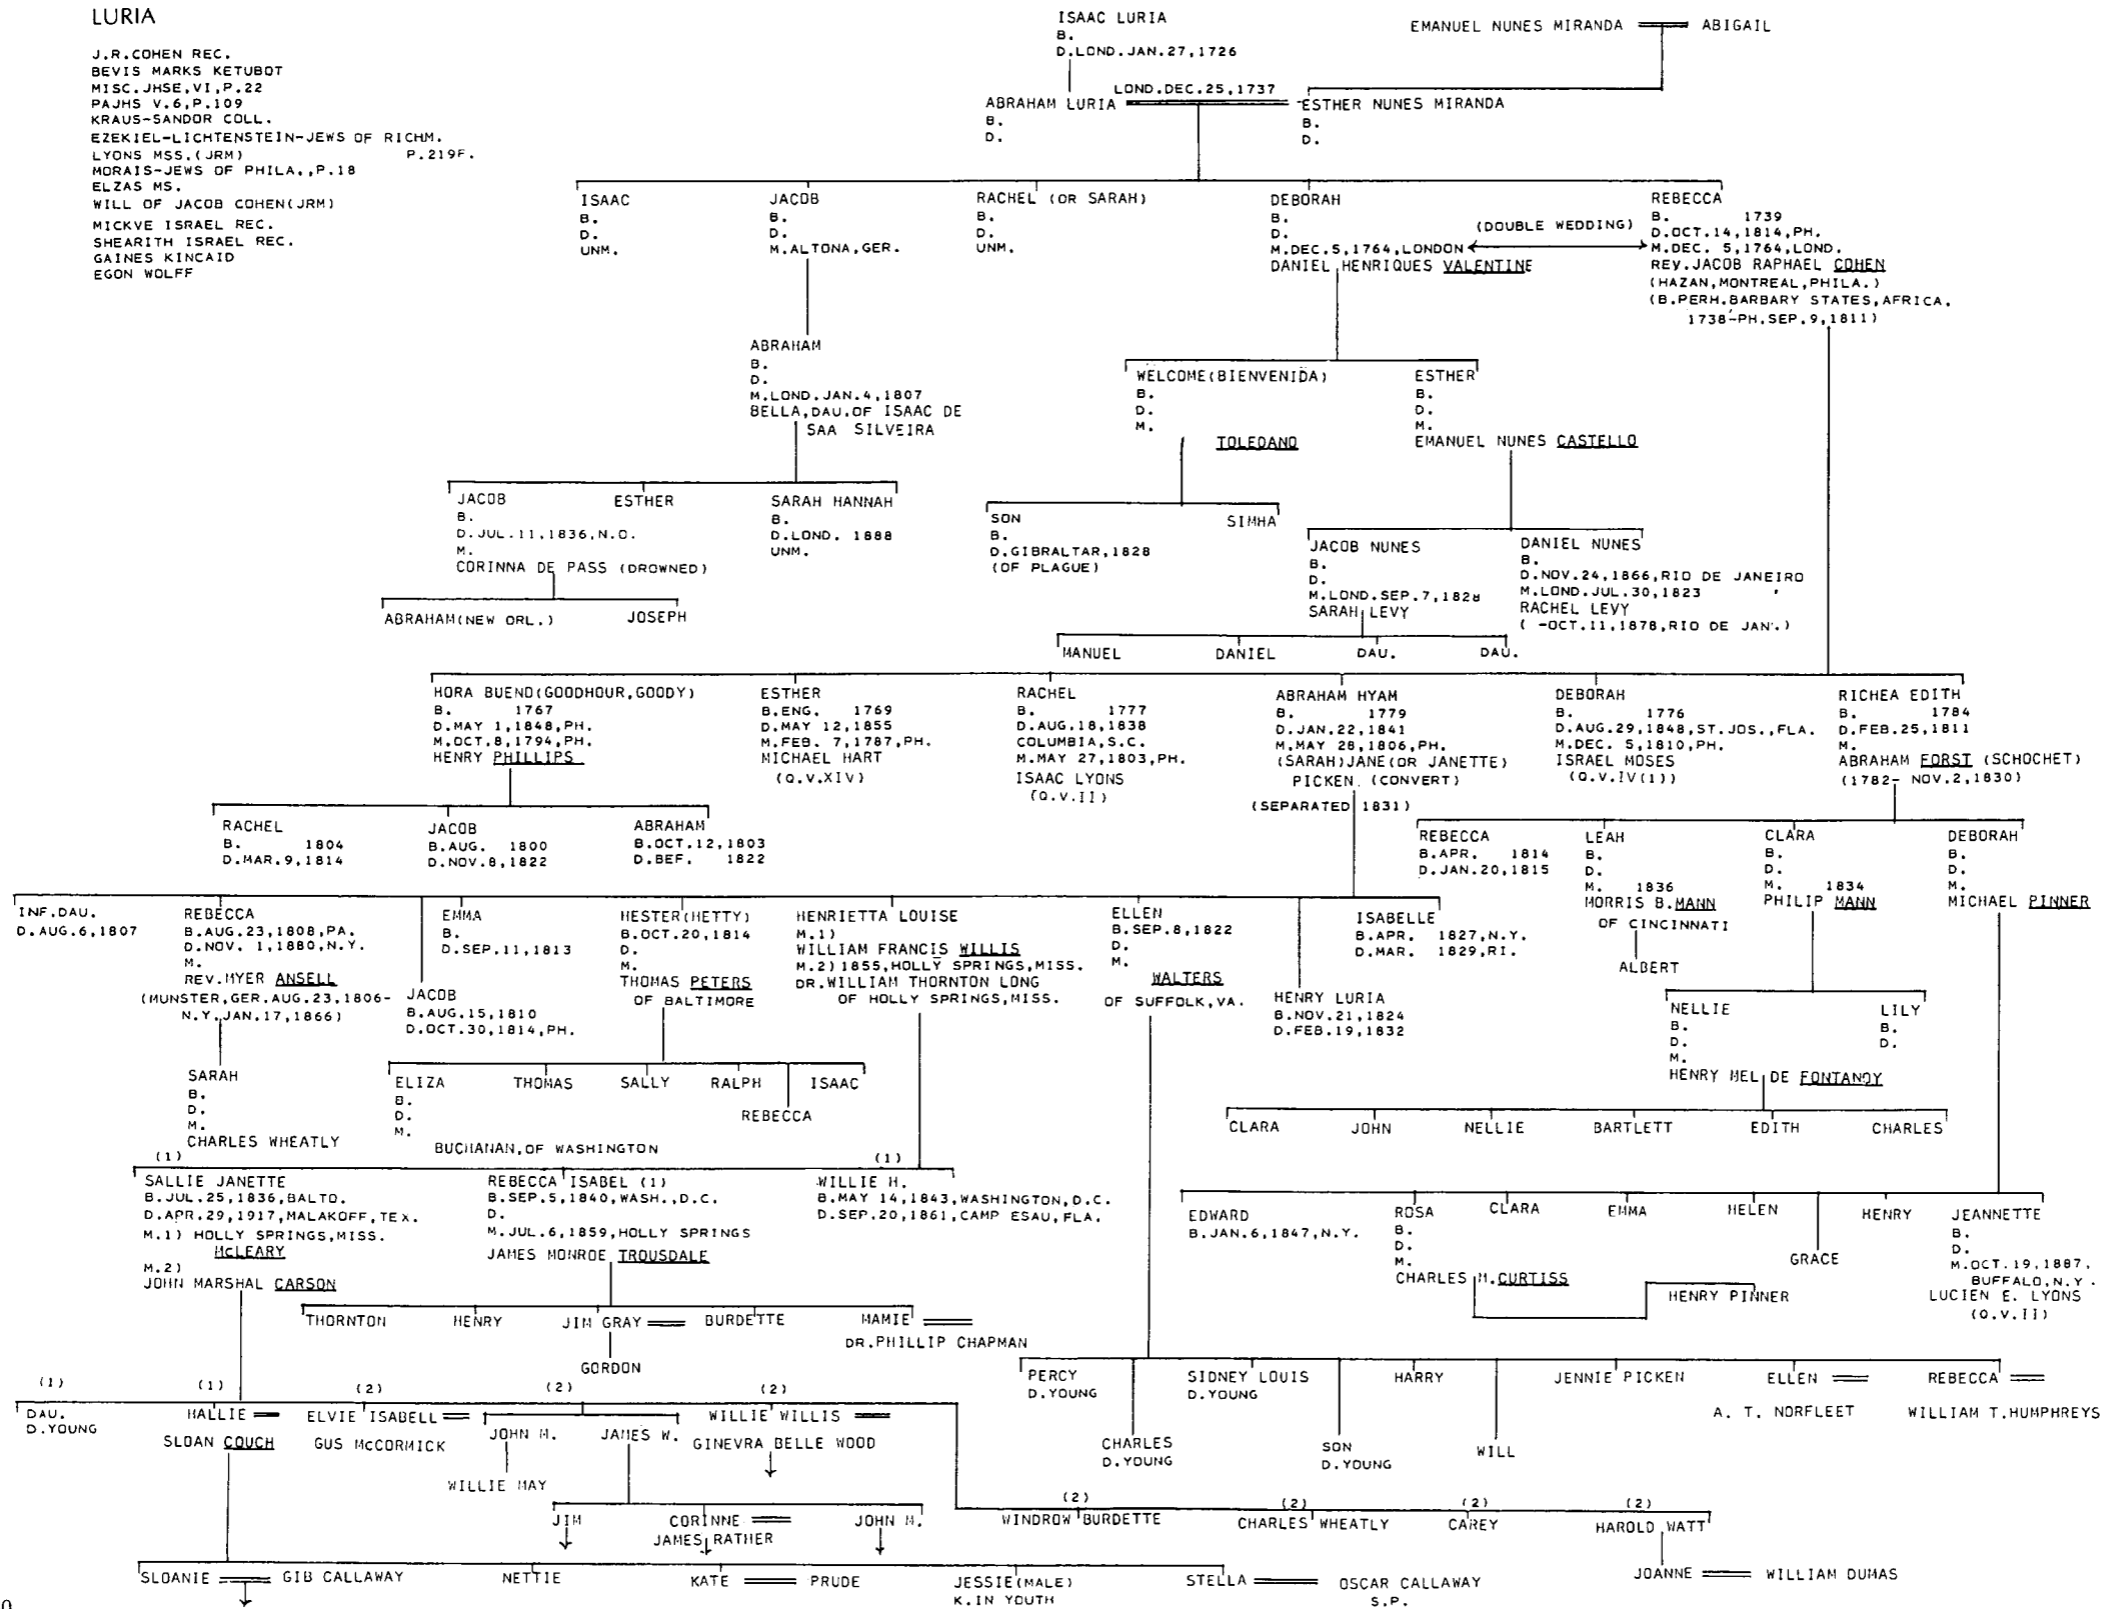 LURIA
J.R.COHEN REC.
BEVIS MARKS KETUBOT
MISC.JHSE,VI,P.22
PAJHS V.6,P.109
KRAUS-SANDOR COLL.
EZEKIEL-LICHTENSTEIN-JEWS OF RICHM.
P.219F.
LYONS MSS.(JRM)
MORAIS-JEWS OF PHILA.,P.18
ELZAS MS.
WILL OF JACOB COHEN(JRM)
MICKVE ISRAEL REC.
SHEARITH ISRAEL REC.
GAINES KINCAID
EGON WOLFF
ISAAC LURIA
B.
D.LOND.JAN.27,1726
EMANUEL NUNES MIRANDA
ABIGAIL
LOND.DEC.25,1737
ABRAHAM LURIA
B.
D.
ESTHER NUNES MIRANDA
B.
D.
ISAAC
B.
D.
UNM.
JACOB
B.
D.
M.ALTONA,GER.
RACHEL (OR SARAH)
B.
D.
UNM.
DEBORAH
B.
D.
M.DEC.5,1764,LONDON
DANIEL HENRIQUES VALENTINE
(DOUBLE WEDDING)
REBECCA
B. 1739
D.OCT.14,1814,PH.
M.DEC. 5,1764,LOND.
REV.JACOB RAPHAEL COHEN
(HAZAN,MONTREAL,PHILA.)
(B.PERH.BARBARY STATES,AFRICA.
1738-PH.SEP.9,1811)
ABRAHAM
B.
D.
M.LOND.JAN.4,1807
BELLA,DAU.OF ISAAC DE
SAA SILVEIRA
WELCOME(BIENVENIDA)
B.
D.
M.
TOLEDANO
ESTHER
B.
D.
M.
EMANUEL NUNES CASTELLO
JACOB
B.
D.JUL.11,1836,N.O.
M.
CORINNA DE PASS (DROWNED)
ESTHER
SARAH HANNAH
B.
D.LOND. 1888
UNM.
SON
B.
D.GIBRALTAR,1828
(OF PLAGUE)
SIMHA
JACOB NUNES
B.
D.
M.LOND.SEP.7,1828
SARAH LEVY
DANIEL NUNES
B.
D.NOV.24,1866,RIO DE JANEIRO
M.LOND.JUL.30,1823
RACHEL LEVY
( -OCT.11,1878,RIO DE JAN.)
ABRAHAM(NEW ORL.)
JOSEPH
MANUEL
DANIEL
DAU.
DAU.
HORA BUENO(GOODHOUR,GOODY)
B. 1767
D.MAY 1,1848,PH.
M.OCT.8,1794,PH.
HENRY PHILLIPS
ESTHER
B.ENG. 1769
D.MAY 12,1855
M.FEB. 7,1787,PH.
MICHAEL HART
(Q.V.XIV)
RACHEL
B. 1777
D.AUG.18,1838
COLUMBIA,S.C.
M.MAY 27,1803,PH.
ISAAC LYONS
(Q.V.II)
ABRAHAM HYAM
B. 1779
D.JAN.22,1841
M.MAY 28,1806,PH.
(SARAH)JANE(OR JANETTE)
PICKEN (CONVERT)
(SEPARATED 1831)
DEBORAH
B. 1776
D.AUG.29,1848,ST.JOS.,FLA.
M.DEC. 5,1810,PH.
ISRAEL MOSES
(Q.V.IV(1))
RICHEA EDITH
B. 1784
D.FEB.25,1811
M.
ABRAHAM FORST (SCHOCHET)
(1782- NOV.2,1830)
RACHEL
B. 1804
D.MAR.9,1814
JACOB
B.AUG. 1800
D.NOV.8,1822
ABRAHAM
B.OCT.12,1803
D.BEF. 1822
REBECCA
B.APR. 1814
D.JAN.20,1815
LEAH
B.
D.
M. 1836
MORRIS B.MANN
OF CINCINNATI
CLARA
B.
D.
M. 1834
PHILIP MANN
DEBORAH
B.
D.
M.
MICHAEL PINNER
INF.DAU.
D.AUG.6,1807
REBECCA
B.AUG.23,1808,PA.
D.NOV. 1,1880,N.Y.
M.
REV.MYER ANSELL
(MUNSTER,GER.AUG.23,1806-
N.Y.JAN.17,1866)
JACOB
B.AUG.15,1810
D.OCT.30,1814,PH.
EMMA
B.
D.SEP.11,1813
HESTER(HETTY)
B.OCT.20,1814
D.
M.
THOMAS PETERS
OF BALTIMORE
HENRIETTA LOUISE
M.1)
WILLIAM FRANCIS WILLIS
M.2)1855,HOLLY SPRINGS,MISS.
DR.WILLIAM THORNTON LONG
OF HOLLY SPRINGS,MISS.
ELLEN
B.SEP.8,1822
D.
M.
WALTERS
OF SUFFOLK,VA.
HENRY LURIA
B.NOV.21,1824
D.FEB.19,1832
ISABELLE
B.APR. 1827,N.Y.
D.MAR. 1829,RI.
ALBERT
NELLIE
B.
D.
M.
HENRY MEL DE FONTANOY
LILY
B.
D.
SARAH
B.
D.
M.
CHARLES WHEATLY
ELIZA
B.
D.
M.
BUCHANAN,OF WASHINGTON
THOMAS
SALLY
RALPH
REBECCA
ISAAC
CLARA
JOHN
NELLIE
BARTLETT
EDITH
CHARLES
(1)
(1)
SALLIE JANETTE
B.JUL.25,1836,BALTO.
D.APR.29,1917,MALAKOFF,TEX.
M.1) HOLLY SPRINGS,MISS.
McLEARY
M.2)
JOHN MARSHAL CARSON
REBECCA ISABEL (1)
B.SEP.5,1840,WASH.,D.C.
D.
M.JUL.6,1859,HOLLY SPRINGS
JAMES MONROE TROUSDALE
WILLIE H.
B.MAY 14,1843,WASHINGTON,D.C.
D.SEP.20,1861,CAMP ESAU,FLA.
EDWARD
B.JAN.6,1847,N.Y.
ROSA
B.
D.
M.
CHARLES M.CURTISS
CLARA
EMMA
HELEN
GRACE
HENRY
JEANNETTE
B.
D.
M.OCT.19,1887,
BUFFALO,N.Y.
LUCIEN E. LYONS
(Q.V.II)
HENRY PINNER
THORNTON
HENRY
JIM GRAY
BURDETTE
MAMIE
DR.PHILLIP CHAPMAN
GORDON
PERCY
D.YOUNG
CHARLES
D.YOUNG
SIDNEY LOUIS
D.YOUNG
SON
D.YOUNG
HARRY
WILL
JENNIE PICKEN
ELLEN
A. T. NORFLEET
REBECCA
WILLIAM T.HUMPHREYS
(1)
(1)
(2)
(2)
(2)
DAU.
D.YOUNG
HALLIE
SLOAN COUCH
ELVIE ISABELL
GUS McCORMICK
JOHN M.
JAMES W.
WILLIE WILLIS
GINEVRA BELLE WOOD
WILLIE MAY
JIM
CORINNE
JAMES RATHER
JOHN M.
(2)
(2)
(2)
(2)
WINDROW BURDETTE
CHARLES WHEATLY
CAREY
HAROLD WATT
SLOANIE
GIB CALLAWAY
NETTIE
KATE
PRUDE
JESSIE(MALE)
K.IN YOUTH
STELLA
OSCAR CALLAWAY
S.P.
JOANNE
WILLIAM DUMAS